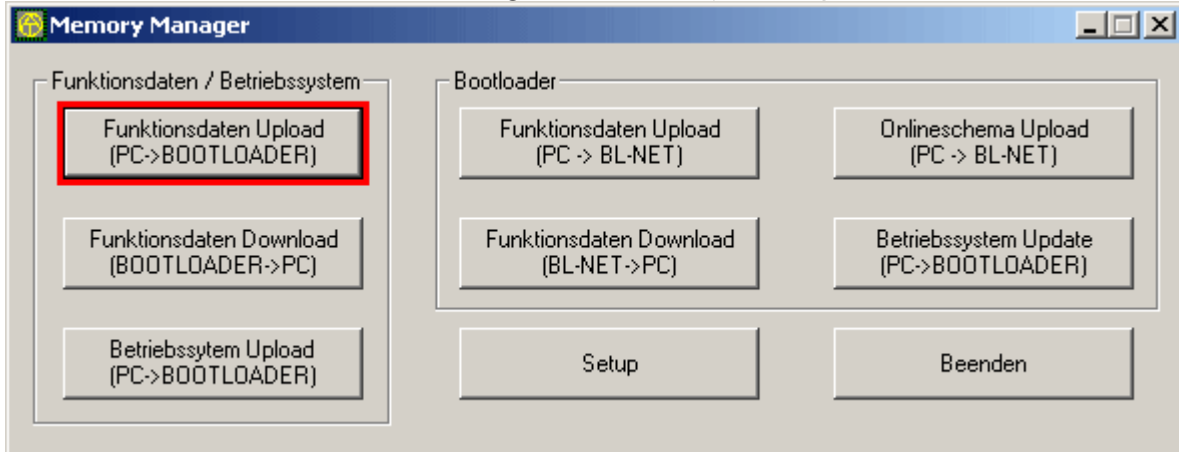 Memory Manager
Funktionsdaten / Betriebssystem
Funktionsdaten Upload
(PC->BOOTLOADER)
Funktionsdaten Download
(BOOTLOADER->PC)
Betriebssytem Upload
(PC->BOOTLOADER)
Bootloader
Funktionsdaten Upload
(PC -> BL-NET)
Onlineschema Upload
(PC -> BL-NET)
Funktionsdaten Download
(BL-NET->PC)
Betriebssystem Update
(PC->BOOTLOADER)
Setup
Beenden